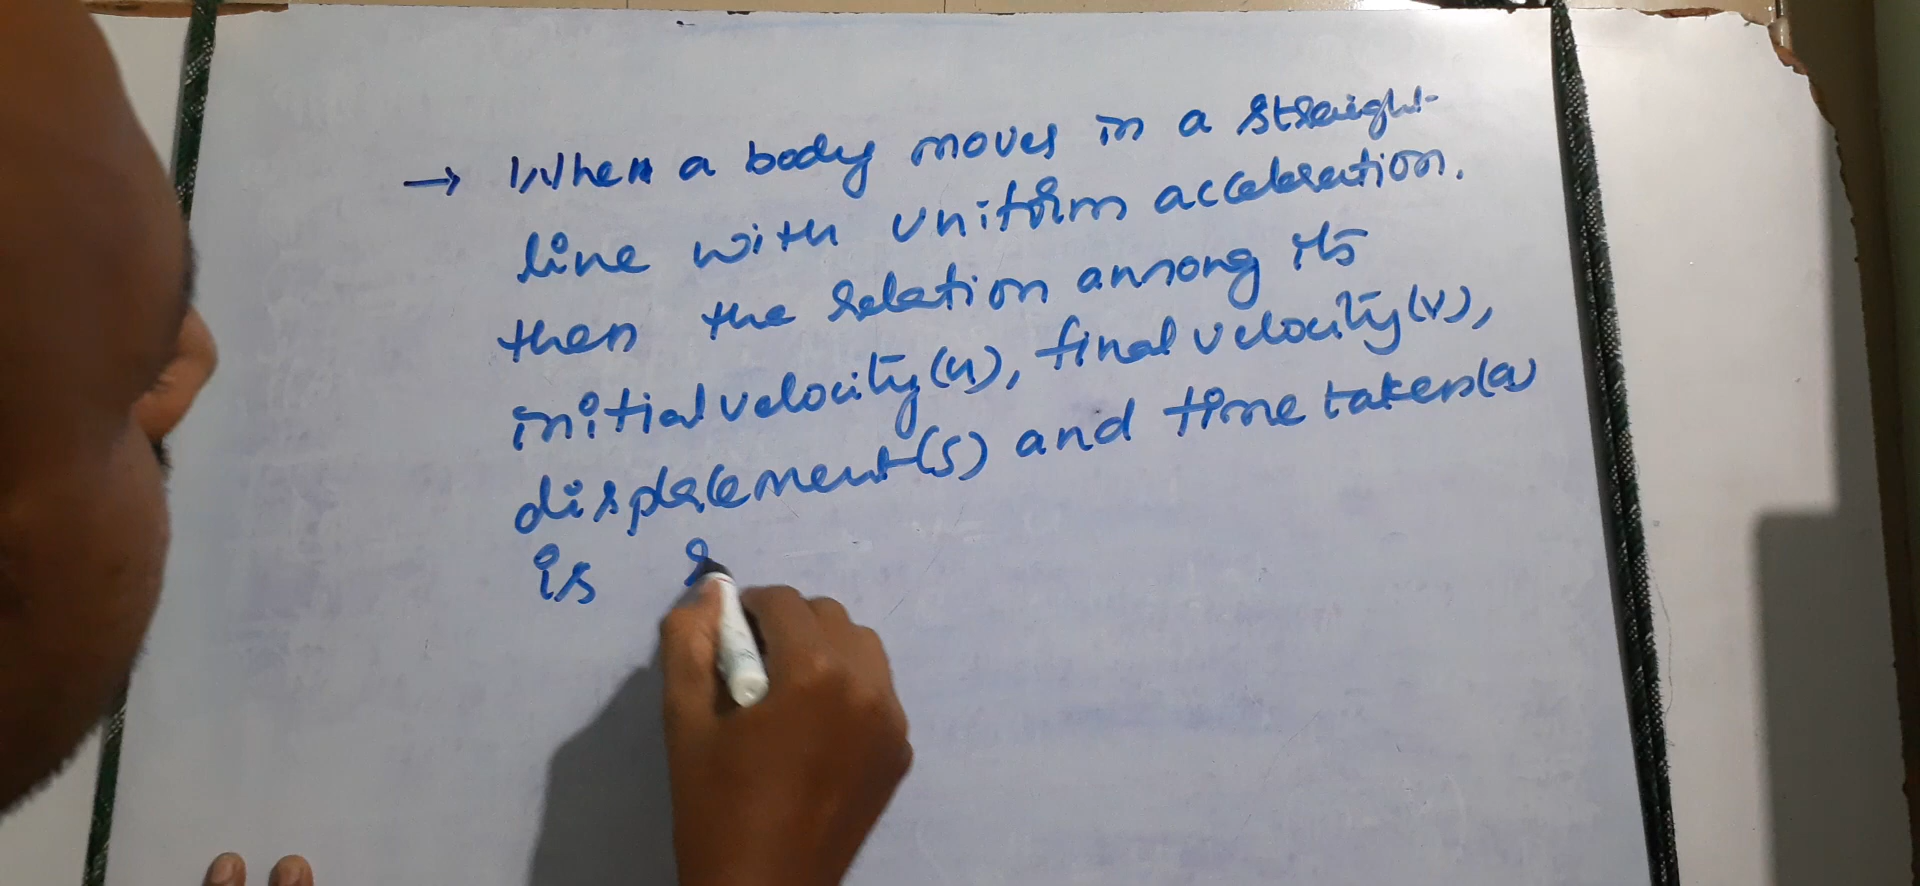 → When a body moves in a straight
line with uniform acceleration.
then the relation among its
initial velocity(u), final velocity(v),
displacement(s) and time taken(a)
is